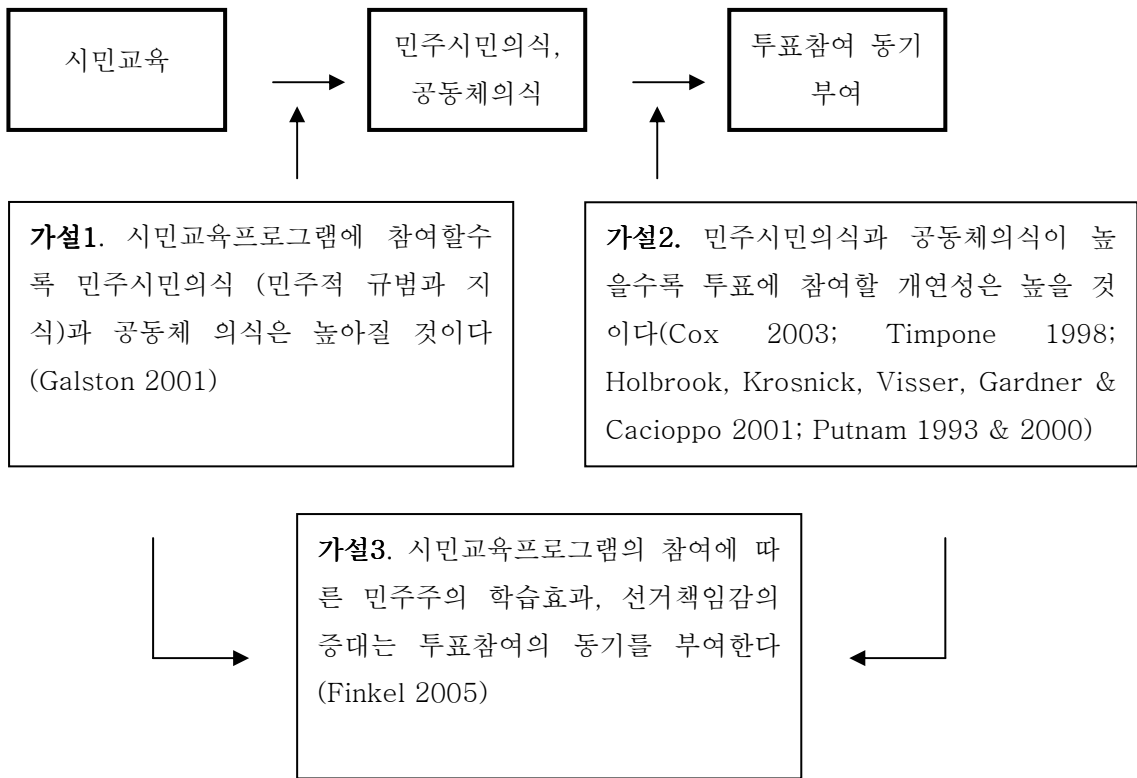 시민교육
민주시민의식,
공동체의식
투표참여 동기
부여
가설1. 시민교육프로그램에 참여할수
록 민주시민의식 (민주적 규범과 지
식)과 공동체 의식은 높아질 것이다
(Galston 2001)
가설2. 민주시민의식과 공동체의식이 높
을수록 투표에 참여할 개연성은 높을 것
이다(Cox 2003; Timpone 1998;
Holbrook, Krosnick, Visser, Gardner &
Cacioppo 2001; Putnam 1993 & 2000)
가설3. 시민교육프로그램의 참여에 따
른 민주주의 학습효과, 선거책임감의
증대는 투표참여의 동기를 부여한다
(Finkel 2005)